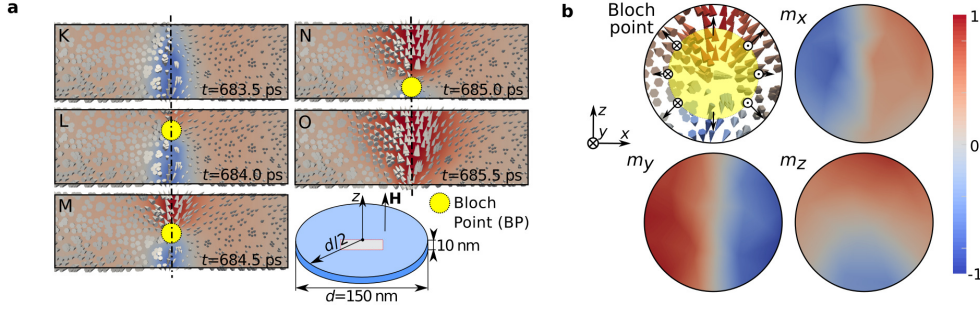 a
K
t=683.5 ps
L
t=684.0 ps
M
t=684.5 ps
N
t=685.0 ps
O
t=685.5 ps
z
H
d/2
10 nm
d=150 nm
Bloch
Point (BP)
b
Bloch
point
z
y
x
mx
my
mz
1
0
-1